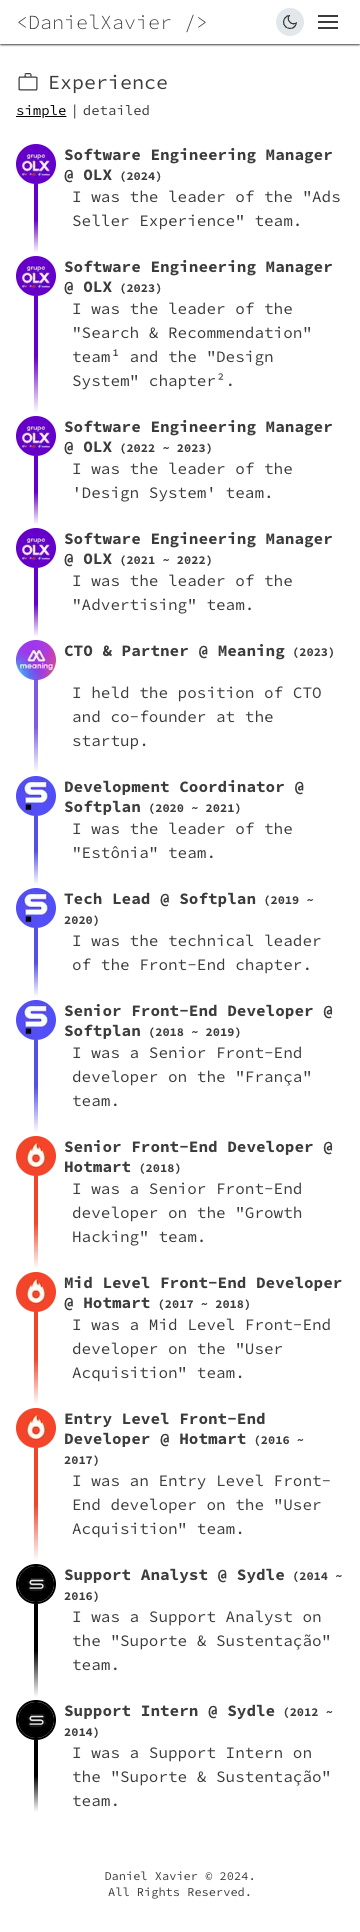 <DanielXavier />
Experience
simple | detailed
grupo
OLX
Software Engineering Manager
@ OLX (2024)
I was the leader of the "Ads
Seller Experience" team.
grupo
OLX
Software Engineering Manager
@ OLX (2023)
I was the leader of the
"Search & Recommendation"
team¹ and the "Design
System" chapter².
grupo
OLX
Software Engineering Manager
@ OLX (2022 ~ 2023)
I was the leader of the
'Design System' team.
grupo
OLX
Software Engineering Manager
@ OLX (2021 ~ 2022)
I was the leader of the
"Advertising" team.
meaning
CTO & Partner @ Meaning (2023)
I held the position of CTO
and co-founder at the
startup.
Development Coordinator @
Softplan (2020 ~ 2021)
I was the leader of the
"Estônia" team.
Tech Lead @ Softplan (2019 ~
2020)
I was the technical leader
of the Front-End chapter.
Senior Front-End Developer @
Softplan (2018 ~ 2019)
I was a Senior Front-End
developer on the "França"
team.
Senior Front-End Developer @
Hotmart (2018)
I was a Senior Front-End
developer on the "Growth
Hacking" team.
Mid Level Front-End Developer
@ Hotmart (2017 ~ 2018)
I was a Mid Level Front-End
developer on the "User
Acquisition" team.
Entry Level Front-End
Developer @ Hotmart (2016 ~
2017)
I was an Entry Level Front-
End developer on the "User
Acquisition" team.
Support Analyst @ Sydle (2014 ~
2016)
I was a Support Analyst on
the "Suporte & Sustentação"
team.
Support Intern @ Sydle (2012 ~
2014)
I was a Support Intern on
the "Suporte & Sustentação"
team.
Daniel Xavier © 2024.
All Rights Reserved.